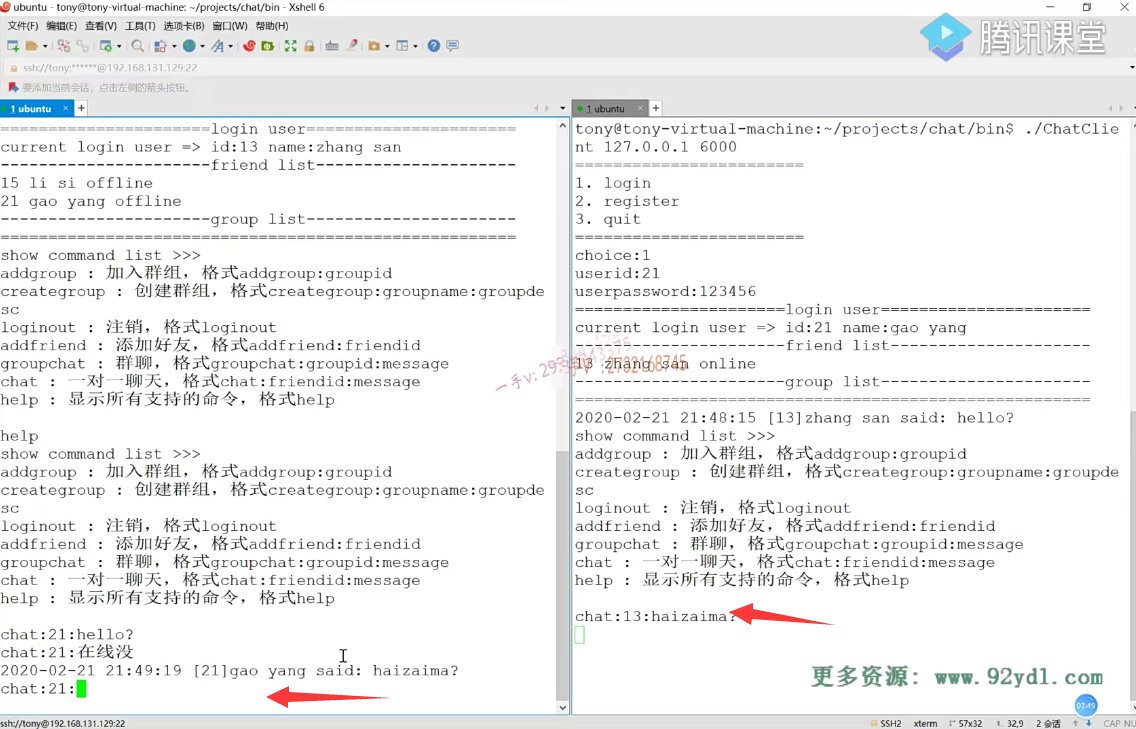 ubuntu - tony@tony-virtual-machine: ~/projects/chat/bin - Xshell 6
文件(F) 编辑(E) 查看(V) 工具(T) 选项卡(B) 窗口(W) 帮助(H)
腾讯课堂
ssh://tony:******@192.168.131.129:22
要添加当前会话，点击左侧的箭头按钮。
1 ubuntu
=====================login user=====================
current login user => id:13 name:zhang san
---------------------friend list--------------------
15 li si offline
21 gao yang offline
---------------------group list---------------------
====================================================
show command list >>>
addgroup : 加入群组，格式addgroup:groupid
creategroup : 创建群组，格式creategroup:groupname:groupde
sc
loginout : 注销，格式loginout
addfriend : 添加好友，格式addfriend:friendid
groupchat : 群聊，格式groupchat:groupid:message
chat : 一对一聊天，格式chat:friendid:message
help : 显示所有支持的命令，格式help
help
show command list >>>
addgroup : 加入群组，格式addgroup:groupid
creategroup : 创建群组，格式creategroup:groupname:groupde
sc
loginout : 注销，格式loginout
addfriend : 添加好友，格式addfriend:friendid
groupchat : 群聊，格式groupchat:groupid:message
chat : 一对一聊天，格式chat:friendid:message
help : 显示所有支持的命令，格式help
chat:21:hello?
chat:21:在线没
2020-02-21 21:49:19 [21]gao yang said: haizaima?
chat:21:
1 ubuntu
tony@tony-virtual-machine:~/projects/chat/bin$ ./ChatClie
nt 127.0.0.1 6000
========================
1. login
2. register
3. quit
========================
choice:1
userid:21
userpassword:123456
=====================login user=====================
current login user => id:21 name:gao yang
---------------------friend list--------------------
13 zhang san online
---------------------group list---------------------
====================================================
2020-02-21 21:48:15 [13]zhang san said: hello?
show command list >>>
addgroup : 加入群组，格式addgroup:groupid
creategroup : 创建群组，格式creategroup:groupname:groupde
sc
loginout : 注销，格式loginout
addfriend : 添加好友，格式addfriend:friendid
groupchat : 群聊，格式groupchat:groupid:message
chat : 一对一聊天，格式chat:friendid:message
help : 显示所有支持的命令，格式help
chat:13:haizaima?
更多资源: www.92ydl.com
03:49
ssh://tony@192.168.131.129:22
SSH2 xterm 57x32 32,9 2 会话 CAP NU